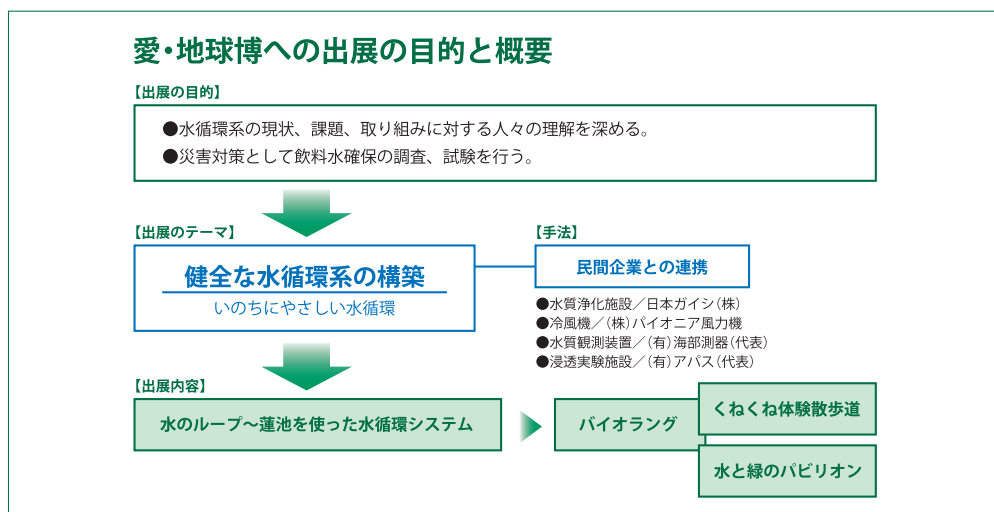 愛・地球博への出展の目的と概要
【出展の目的】
●水循環系の現状、課題、取り組みに対する人々の理解を深める。
●災害対策として飲料水確保の調査、試験を行う。
【出展のテーマ】
健全な水循環系の構築
いのちにやさしい水循環
【手法】
民間企業との連携
●水質浄化施設／日本ガイシ（株）
●冷風機／（株）パイオニア風力機
●水質観測装置／（有）海部測器（代表）
●浸透実験施設／（有）アパス（代表）
【出展内容】
水のループ～蓮池を使った水循環システム
バイオラング
くねくね体験散歩道
水と緑のパビリオン